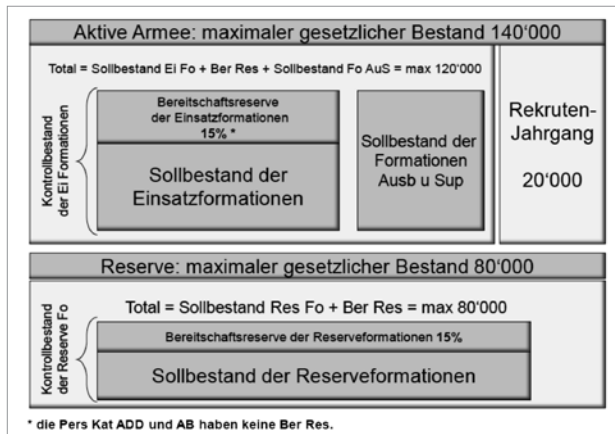 Aktive Armee: maximaler gesetzlicher Bestand 140'000
Total = Sollbestand Ei Fo + Ber Res + Sollbestand Fo AuS = max 120'000
Kontrollbestand
der Ei Formationen
Bereitschaftsreserve
der Einsatzformationen
15% *
Sollbestand der
Einsatzformationen
Sollbestand der
Formationen
Ausb u Sup
Rekruten-
Jahrgang
20'000
Reserve: maximaler gesetzlicher Bestand 80'000
Total = Sollbestand Res Fo + Ber Res = max 80'000
Kontrollbestand
der Reserve Fo
Bereitschaftsreserve der Reserveformationen 15%
Sollbestand der Reserveformationen
* die Pers Kat ADD und AB haben keine Ber Res.